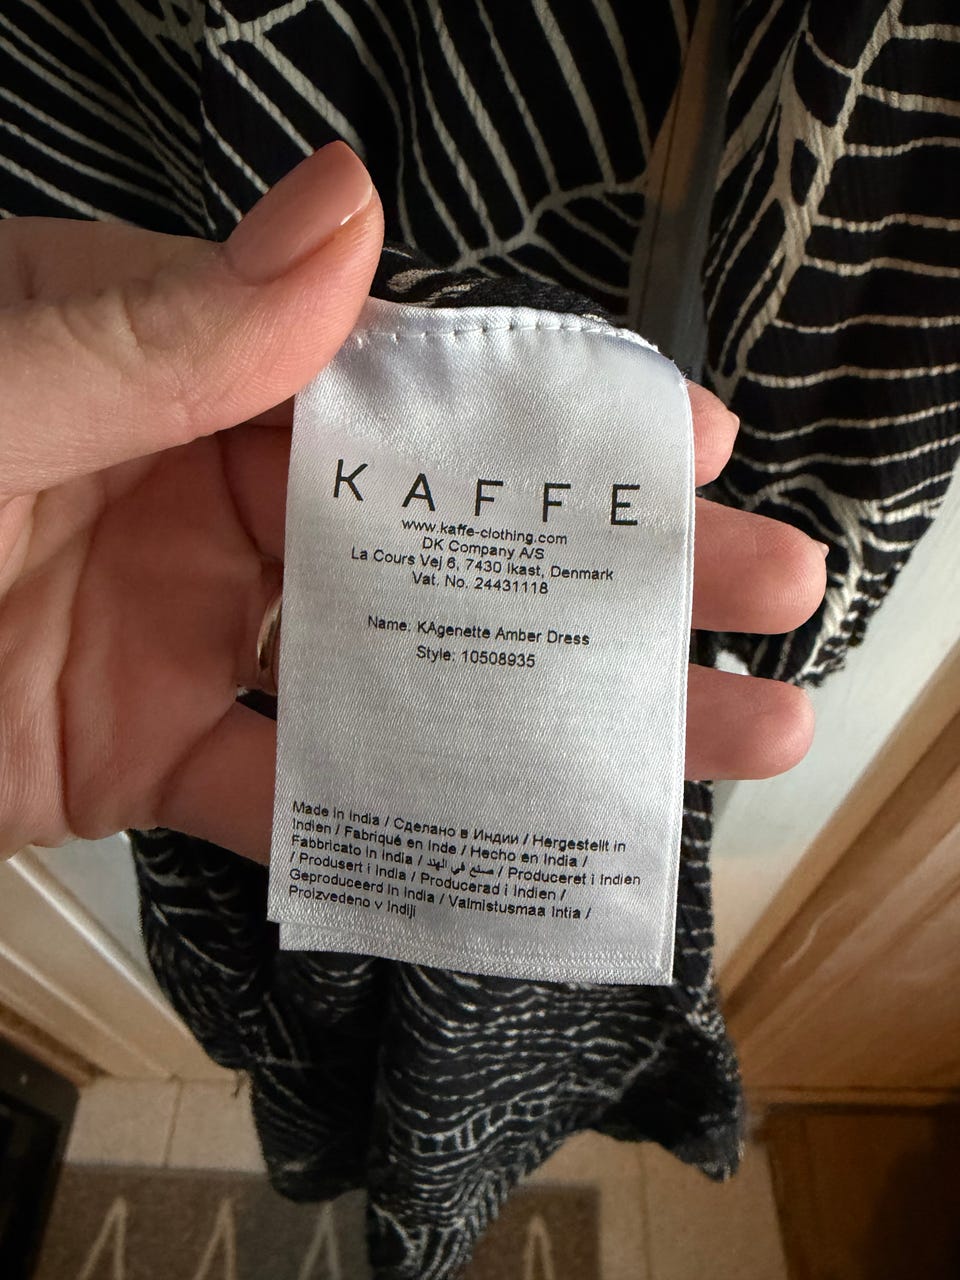 KAFFE
www.kaffe-clothing.com
DK Company A/S
La Cours Vej 6, 7430 Ikast, Denmark
Vat. No. 24431118
Name: KAgenette Amber Dress
Style: 10508935
Made in India / Сделано в Индии / Hergestellt in
Indien / Fabriqué en Inde / Hecho en India /
Fabbricato in India / صنع في الهند / Produceret i Indien
/ Produsert i India / Producerad i Indien /
Geproduceerd in India / Valmistusmaa Intia /
Proizvedeno v Indiji